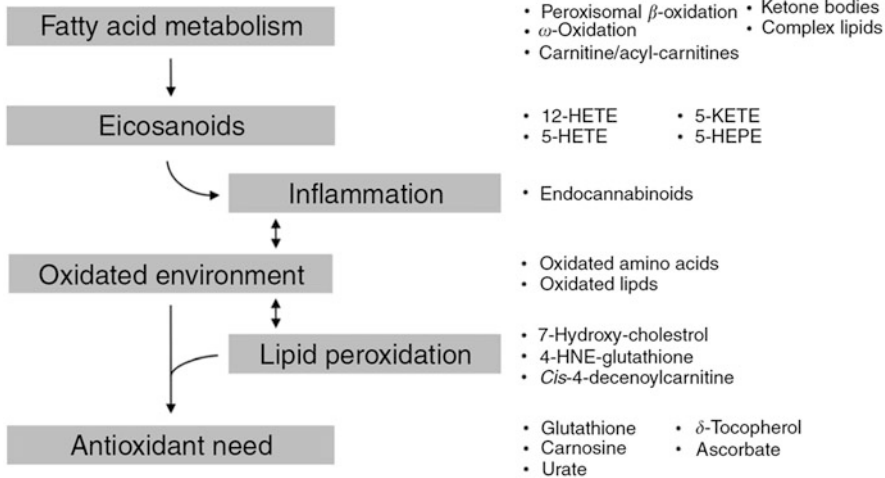 Fatty acid metabolism
• Peroxisomal β-oxidation • Ketone bodies
• ω-Oxidation • Complex lipids
• Carnitine/acyl-carnitines
Eicosanoids
• 12-HETE • 5-KETE
• 5-HETE • 5-HEPE
Inflammation
• Endocannabinoids
Oxidated environment
• Oxidated amino acids
• Oxidated lipds
Lipid peroxidation
• 7-Hydroxy-cholestrol
• 4-HNE-glutathione
• Cis-4-decenoylcarnitine
Antioxidant need
• Glutathione • δ-Tocopherol
• Carnosine • Ascorbate
• Urate